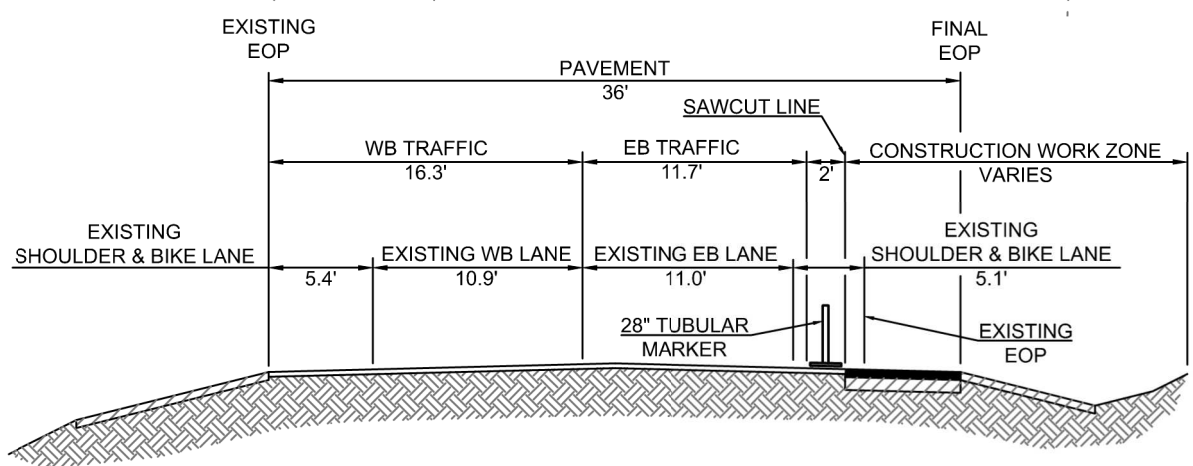 EXISTING
EOP
FINAL
EOP
PAVEMENT
36'
SAWCUT LINE
WB TRAFFIC
16.3'
EB TRAFFIC
11.7'
2'
CONSTRUCTION WORK ZONE
VARIES
EXISTING
SHOULDER & BIKE LANE
5.4'
EXISTING WB LANE
10.9'
EXISTING EB LANE
11.0'
EXISTING
SHOULDER & BIKE LANE
5.1'
28" TUBULAR
MARKER
EXISTING
EOP